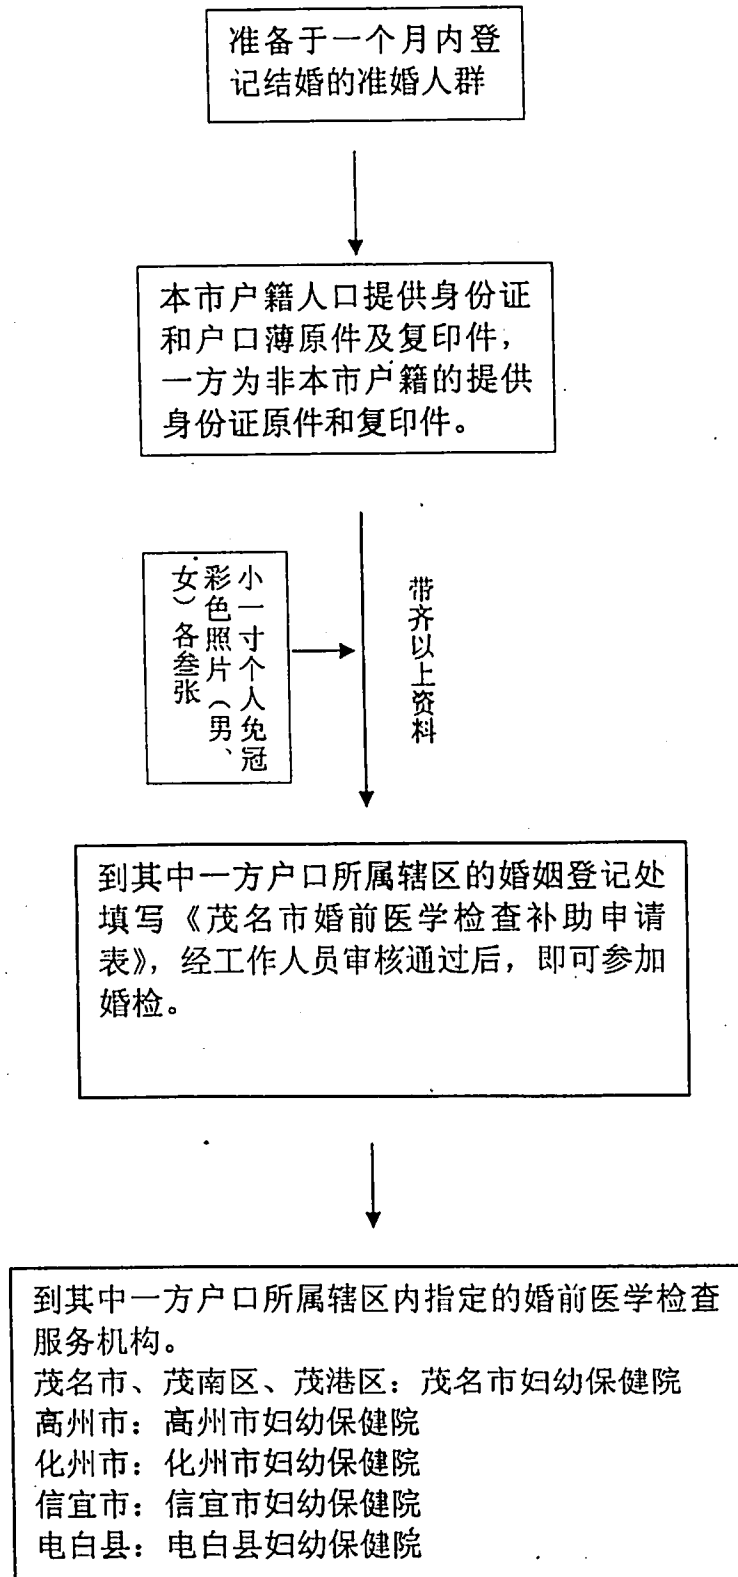 准备于一个月内登
记结婚的准婚人群
本市户籍人口提供身份证
和户口薄原件及复印件，
一方为非本市户籍的提供
身份证原件和复印件。
小一寸个人免冠
彩色照片（男、
女）各叁张
带齐以上资料
到其中一方户口所属辖区的婚姻登记处
填写《茂名市婚前医学检查补助申请
表》，经工作人员审核通过后，即可参加
婚检。
到其中一方户口所属辖区内指定的婚前医学检查
服务机构。
茂名市、茂南区、茂港区：茂名市妇幼保健院
高州市：高州市妇幼保健院
化州市：化州市妇幼保健院
信宜市：信宜市妇幼保健院
电白县：电白县妇幼保健院